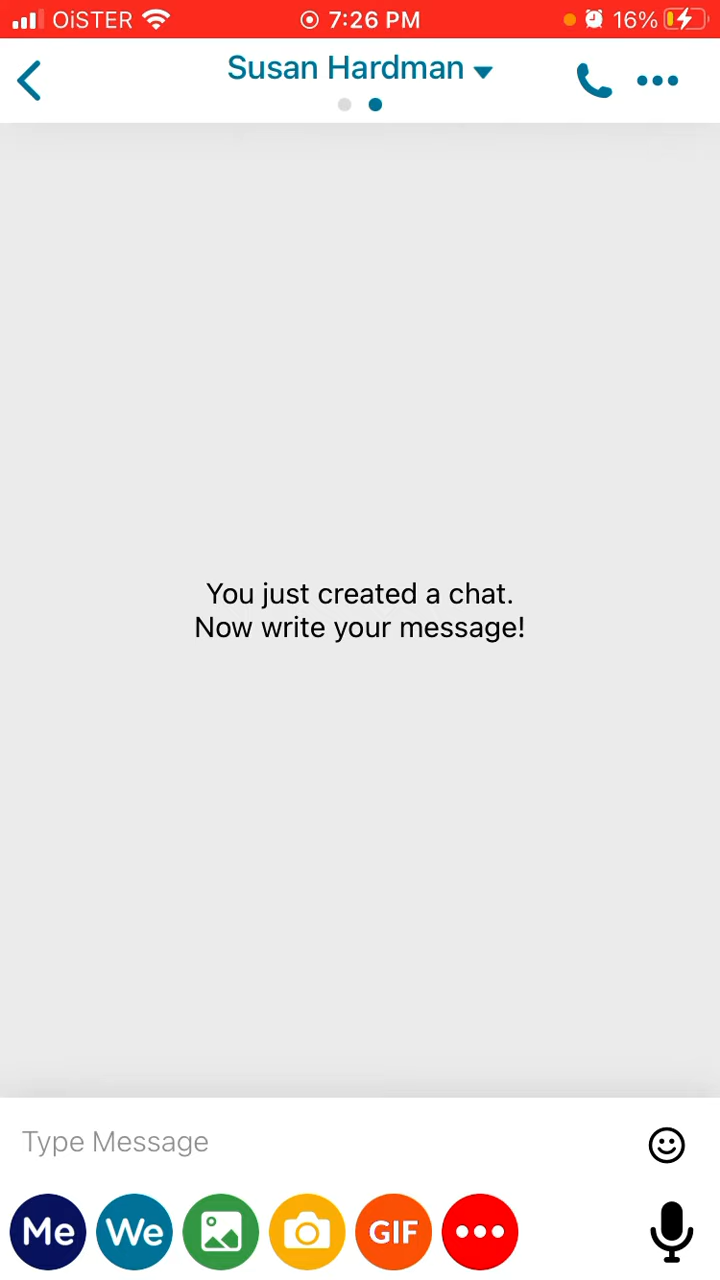 OiSTER 7:26 PM 16%
Susan Hardman
You just created a chat.
Now write your message!
Type Message
Me We GIF